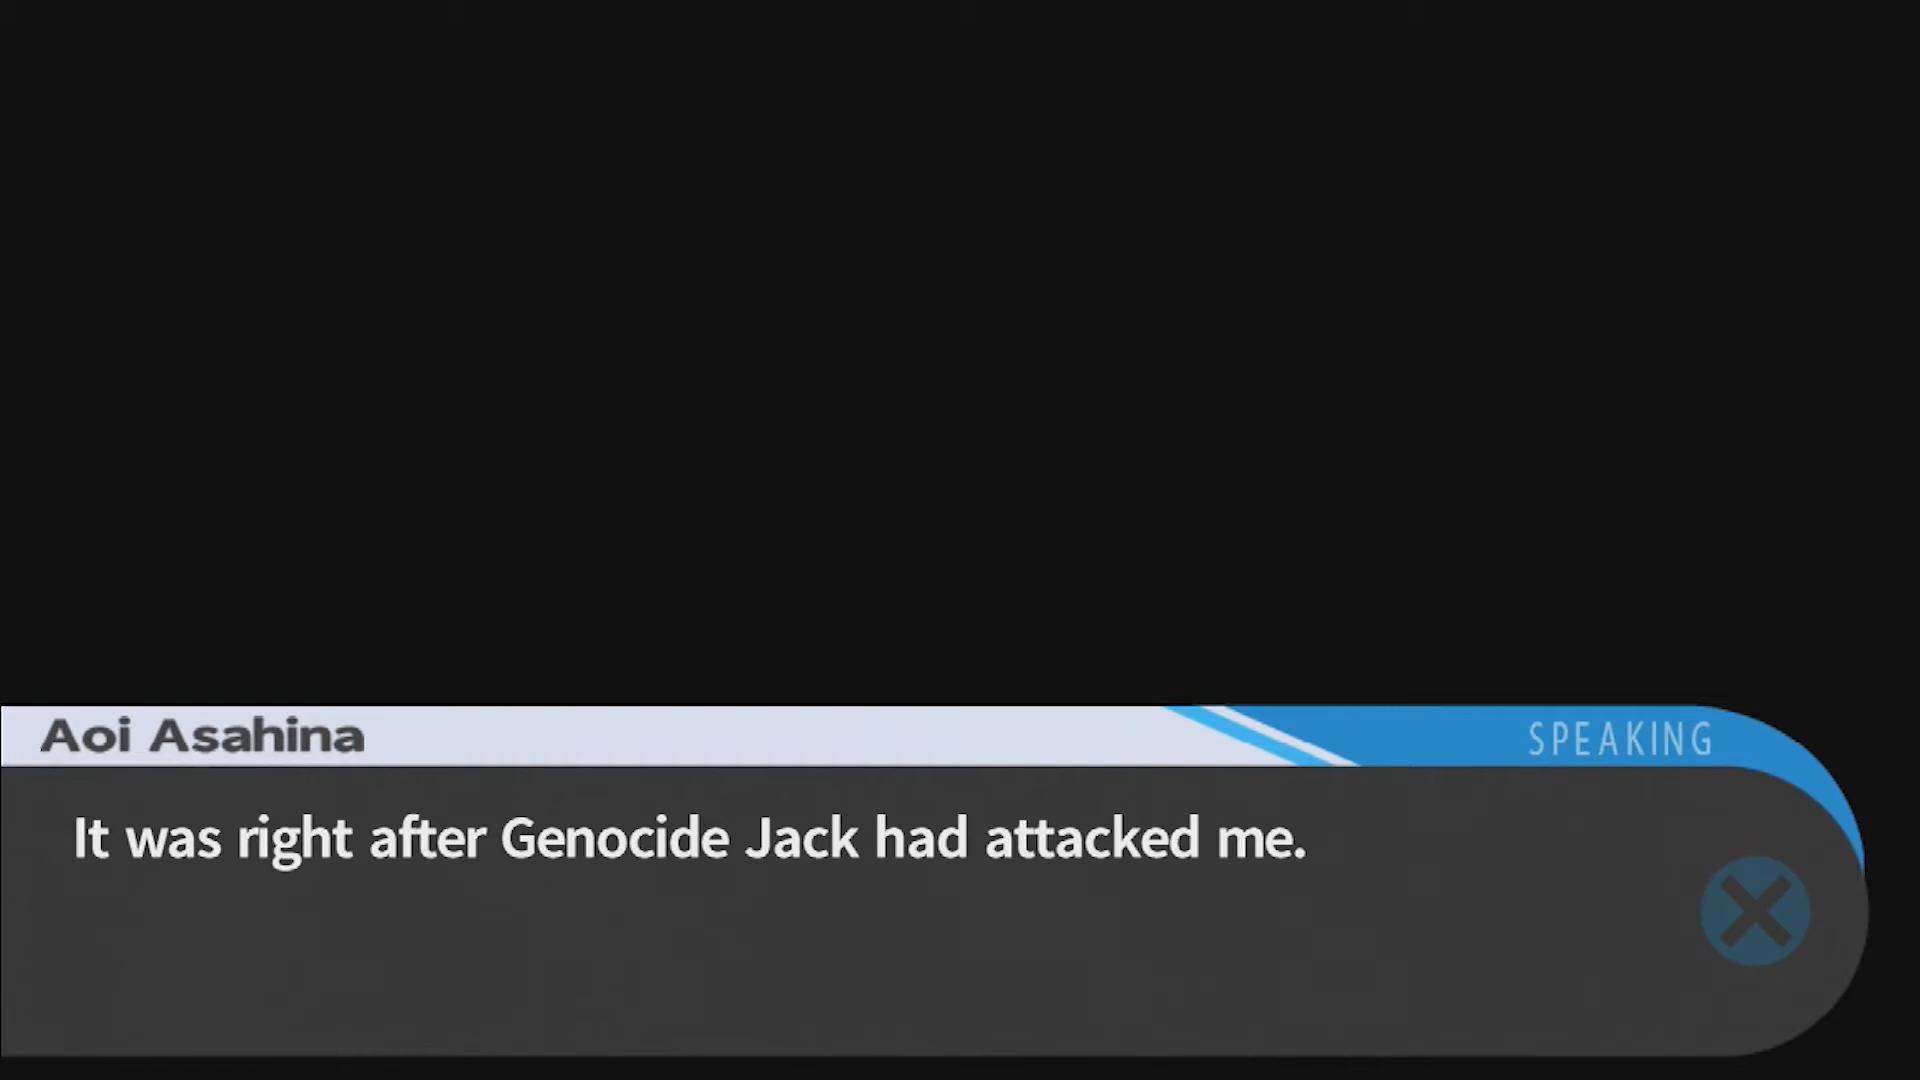 Aoi Asahina
SPEAKING
It was right after Genocide Jack had attacked me.